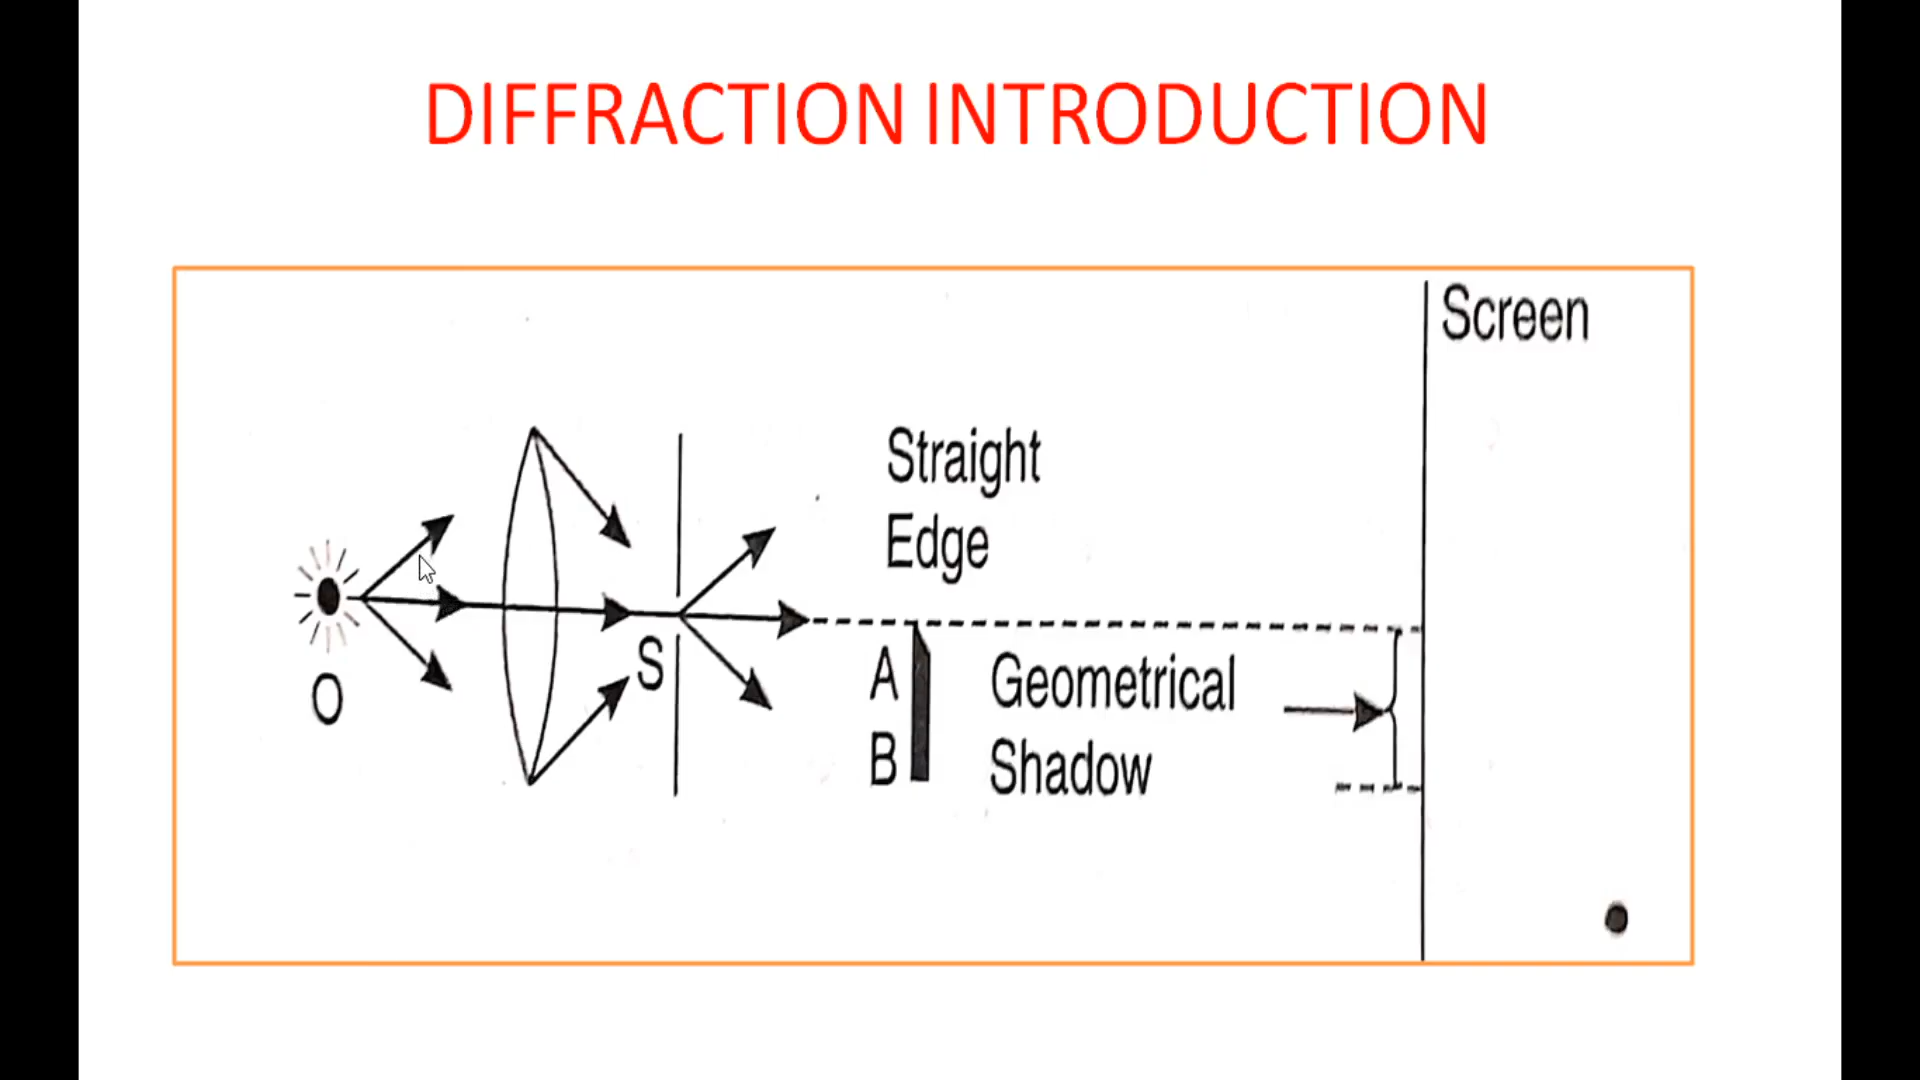 DIFFRACTION INTRODUCTION
Screen
Straight
Edge
O
S
A
B
Geometrical
Shadow